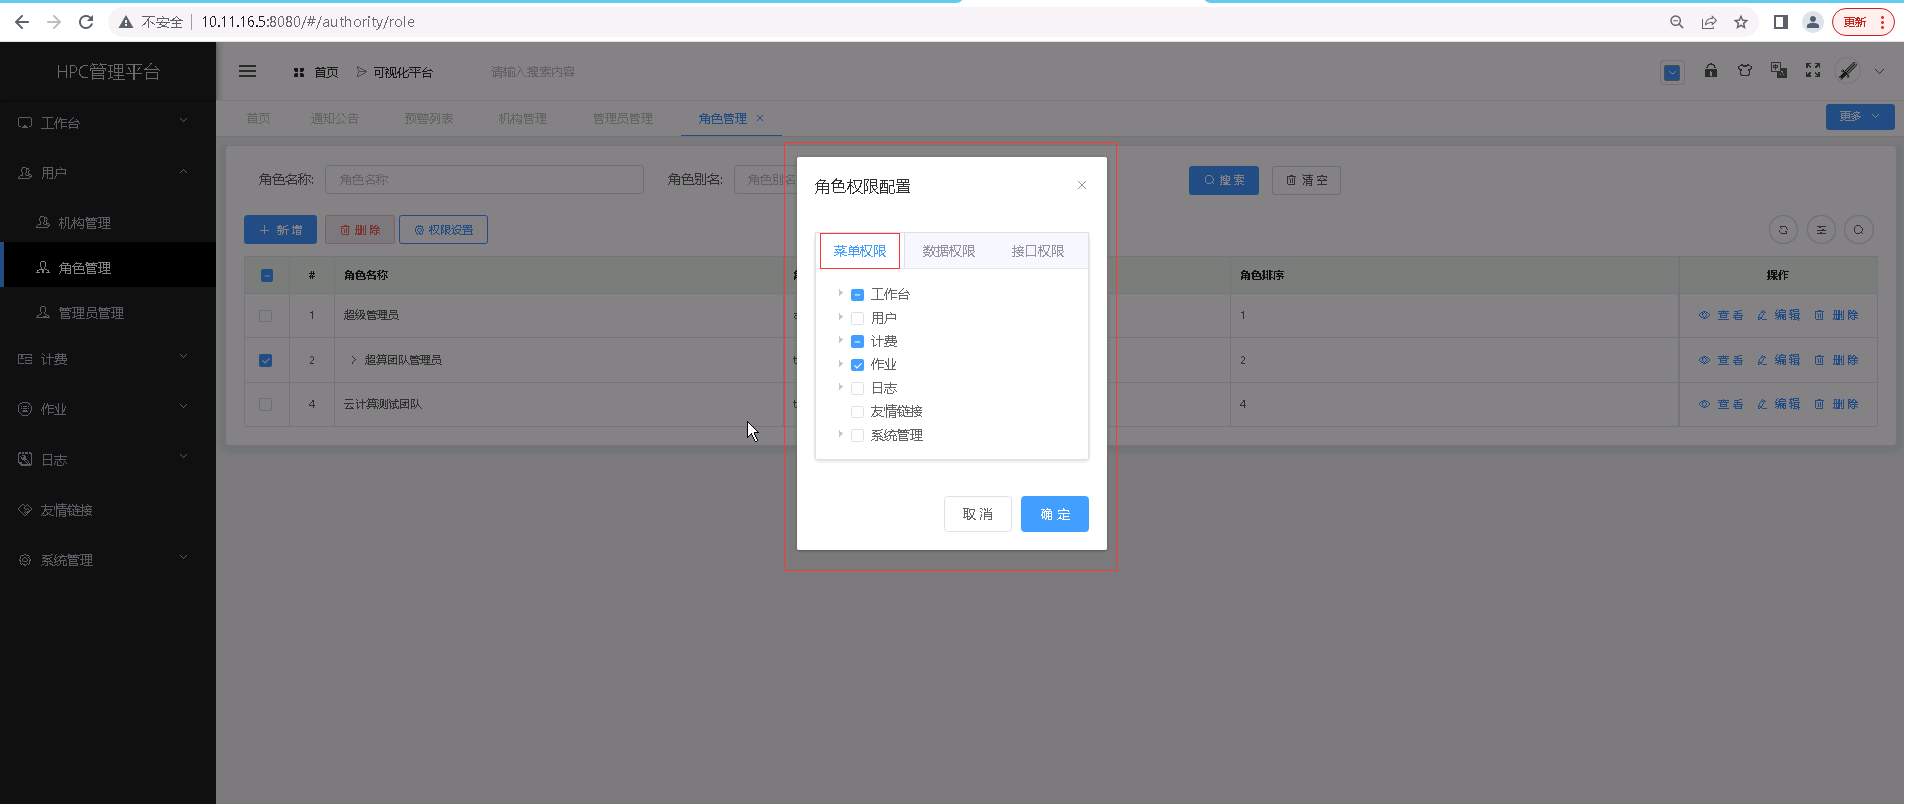 不安全 10.11.16.5:8080/#/authority/role 更新
HPC管理平台 首页 可视化平台 请输入搜索内容
首页 通知公告 预警列表 机构管理 管理员管理 角色管理 更多
工作台
用户
机构管理
角色管理
管理员管理
计费
作业
日志
友情链接
系统管理
角色名称: 角色名称 角色别名: 角色别名 搜索 清空
新增 删除 权限设置
# 角色名称 角色排序 操作
1 超级管理员 1 查看 编辑 删除
2 超算团队管理员 2 查看 编辑 删除
4 云计算测试团队 4 查看 编辑 删除
角色权限配置
菜单权限 数据权限 接口权限
工作台
用户
计费
作业
日志
友情链接
系统管理
取消 确定